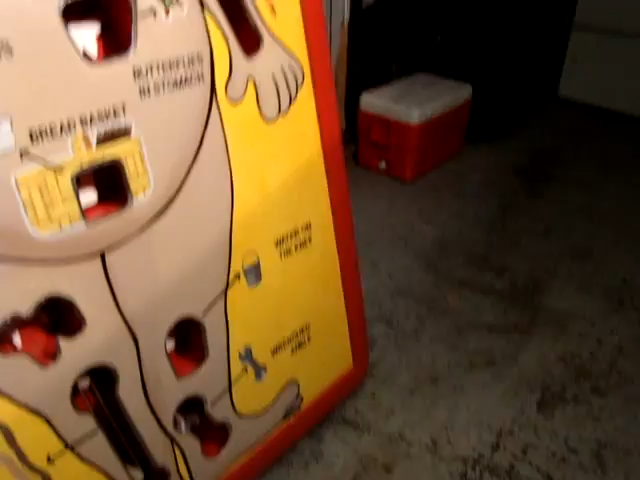 BUTTERFLIES
IN STOMACH
BREAD BASKET
WATER ON
THE KNEE
WRENCHED
ANKLE